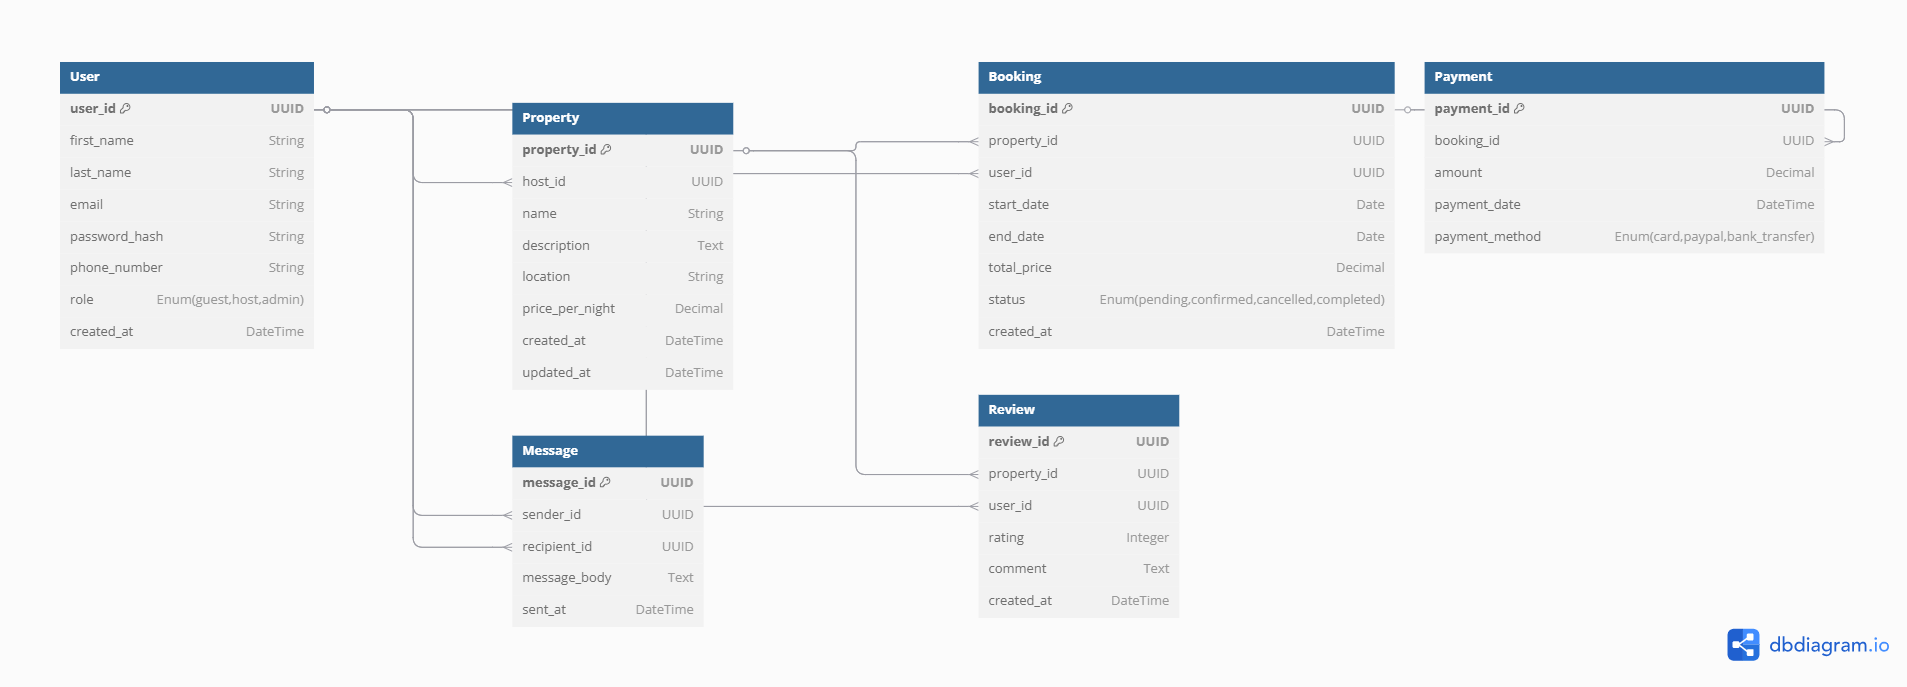 User
user_id UUID
first_name String
last_name String
email String
password_hash String
phone_number String
role Enum(guest,host,admin)
created_at DateTime
Property
property_id UUID
host_id UUID
name String
description Text
location String
price_per_night Decimal
created_at DateTime
updated_at DateTime
Message
message_id UUID
sender_id UUID
recipient_id UUID
message_body Text
sent_at DateTime
Booking
booking_id UUID
property_id UUID
user_id UUID
start_date Date
end_date Date
total_price Decimal
status Enum(pending,confirmed,cancelled,completed)
created_at DateTime
Review
review_id UUID
property_id UUID
user_id UUID
rating Integer
comment Text
created_at DateTime
Payment
payment_id UUID
booking_id UUID
amount Decimal
payment_date DateTime
payment_method Enum(card,paypal,bank_transfer)
dbdiagram.io